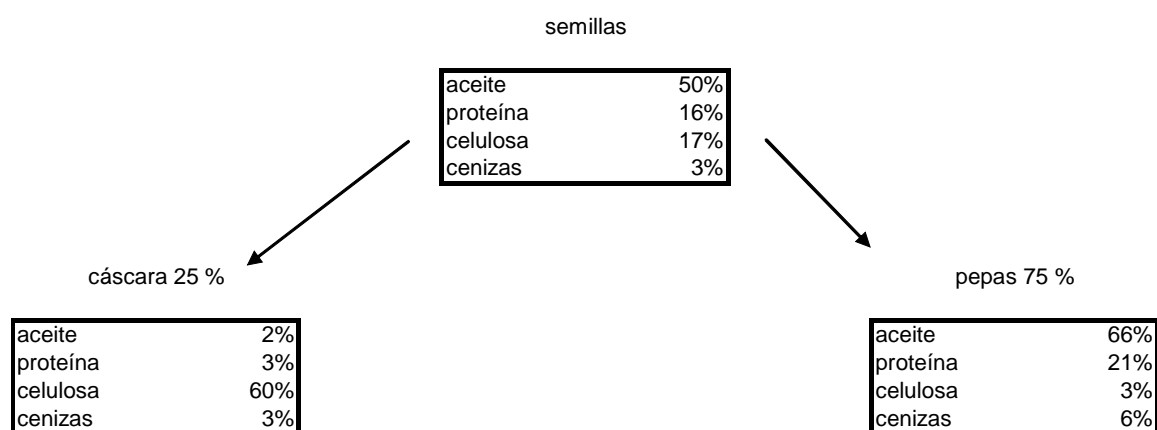 semillas
aceite 50%
proteína 16%
celulosa 17%
cenizas 3%
cáscara 25 %
aceite 2%
proteína 3%
celulosa 60%
cenizas 3%
pepas 75 %
aceite 66%
proteína 21%
celulosa 3%
cenizas 6%